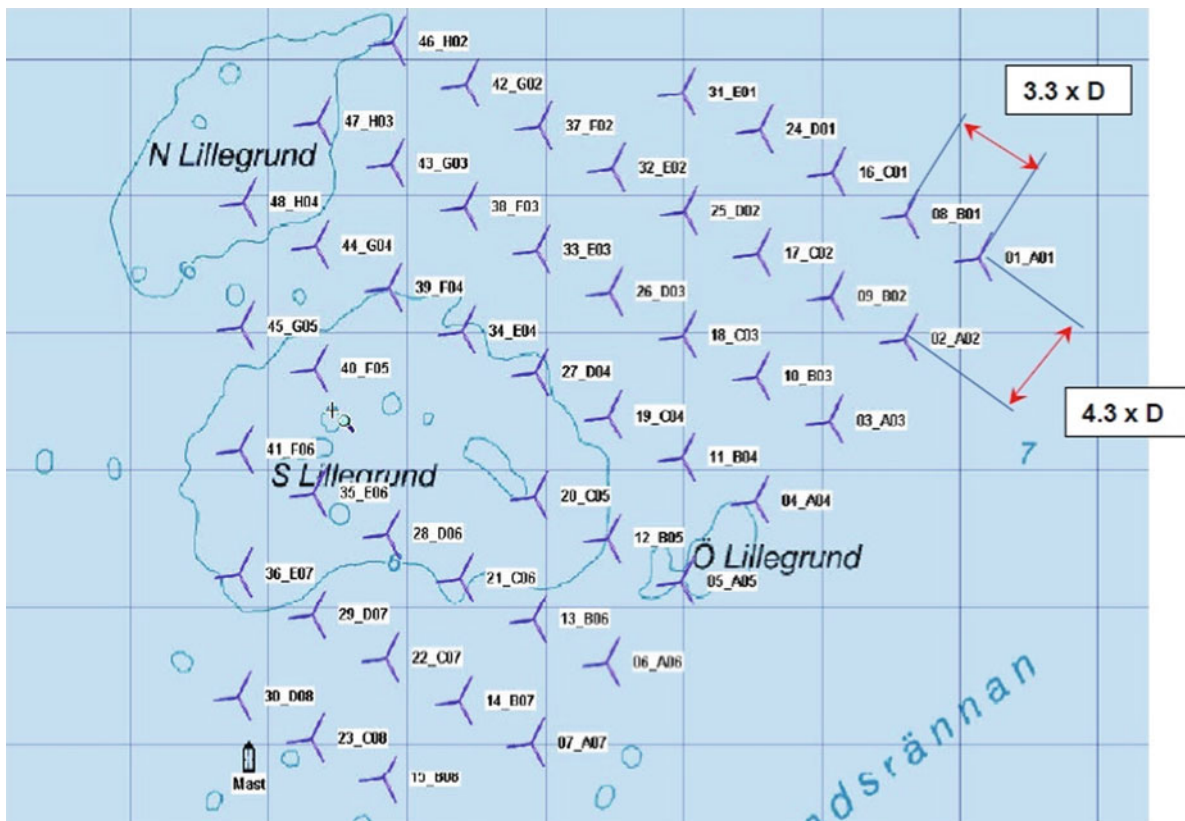 46_H02
42_G02
31_E01
3.3 x D
47_H03
37_F02
24_D01
N Lillegrund
43_G03
32_E02
16_C01
48_H04
38_F03
25_D02
08_B01
44_G04
33_E03
17_C02
01_A01
39_F04
26_D03
09_B02
45_G05
34_E04
18_C03
02_A02
40_F05
27_D04
10_B03
4.3 x D
19_C04
03_A03
41_F06
11_B04
7
S Lillegrund
35_E06
20_C05
04_A04
28_D06
12_B05
Ö Lillegrund
6
36_E07
21_C06
05_A05
29_D07
13_B06
22_C07
06_A06
30_D08
14_B07
23_C08
07_A07
Mast
15_B08
ndsrännan